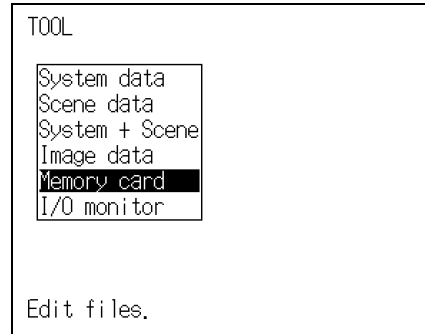 TOOL
System data
Scene data
System + Scene
Image data
Memory card
I/O monitor
Edit files.